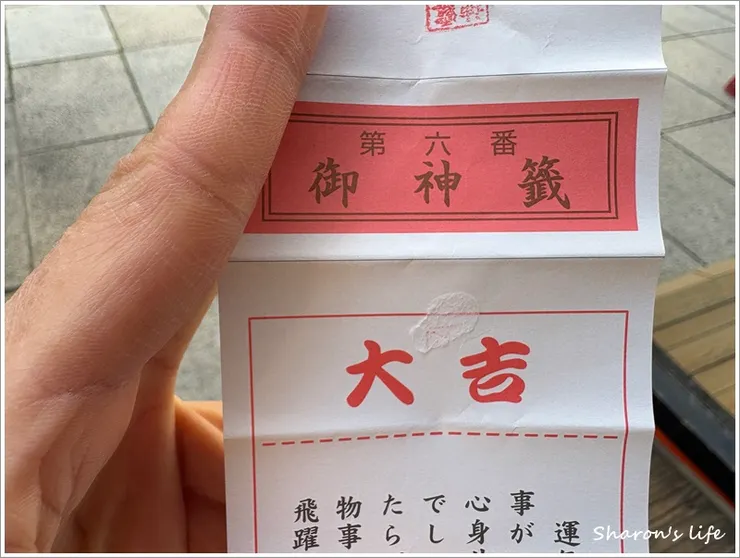 第六番
御神籤
大吉
運
事が
心身
でし
たら
物事
飛躍
Sharon's life